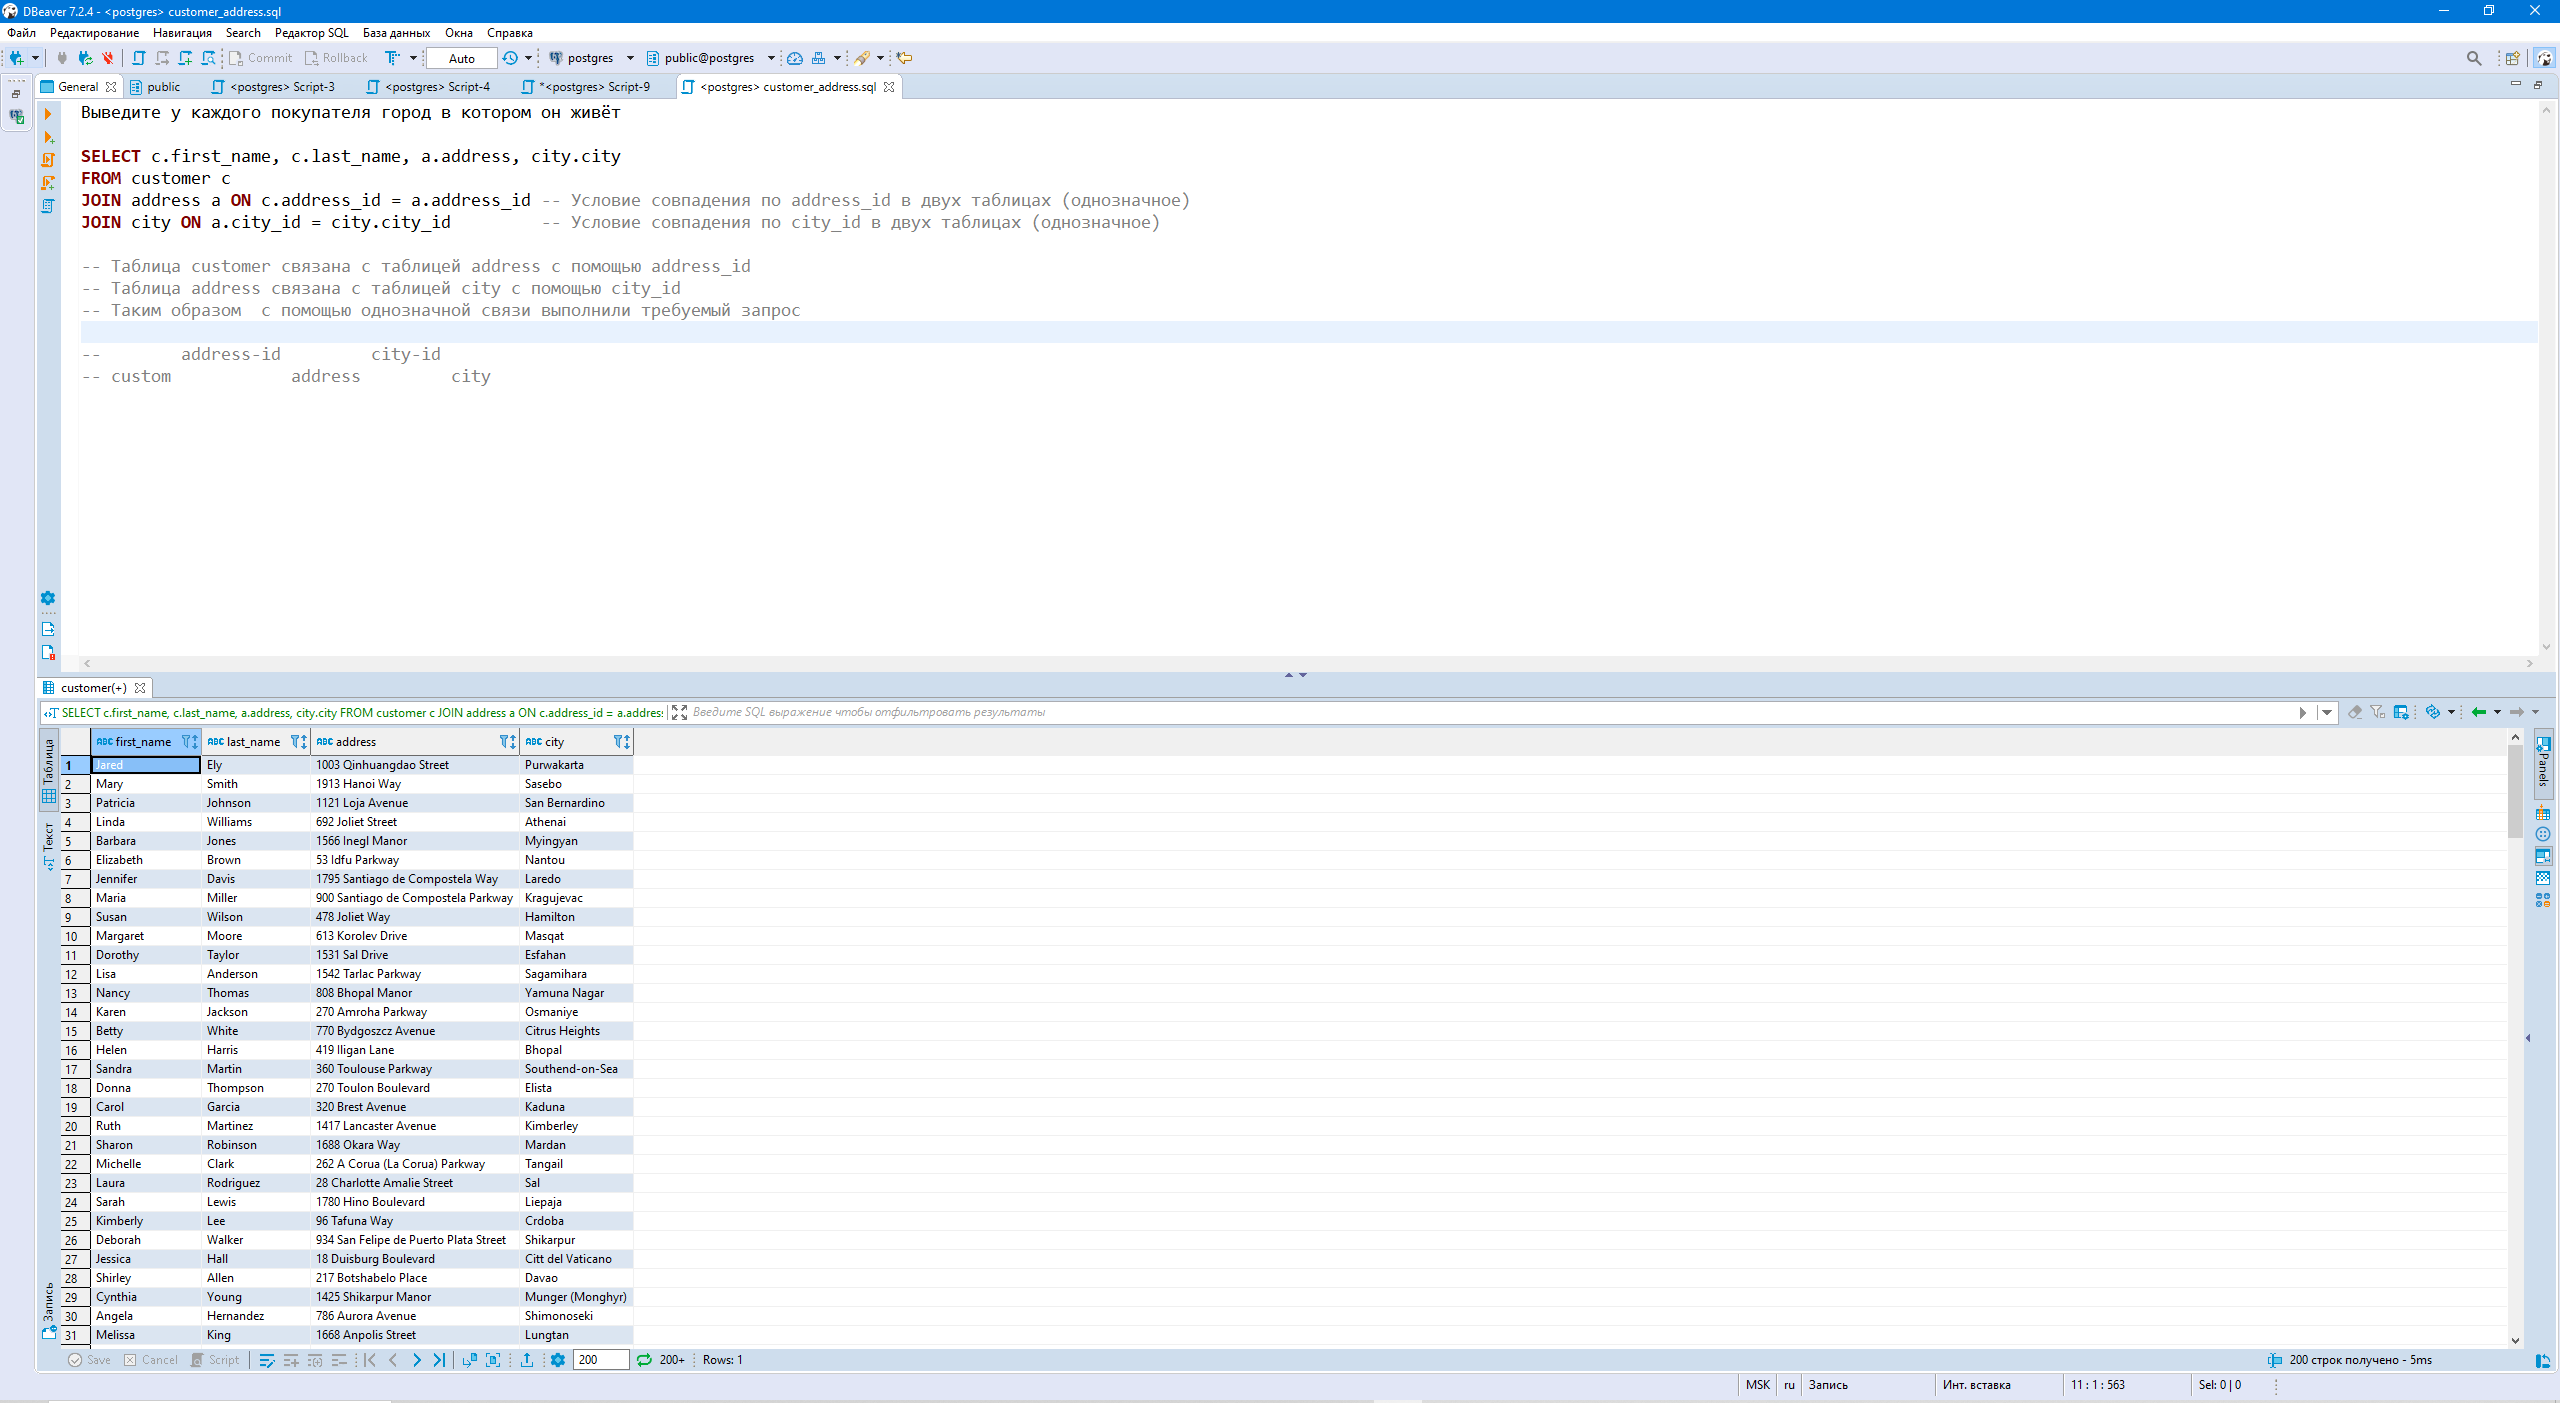 DBeaver 7.2.4 - <postgres> customer_address.sql
Файл Редактирование Навигация Search Редактор SQL База данных Окна Справка
Commit Rollback Auto postgres public@postgres
General public <postgres> Script-3 <postgres> Script-4 *<postgres> Script-9 <postgres> customer_address.sql
Выведите у каждого покупателя город в котором он живёт
SELECT c.first_name, c.last_name, a.address, city.city
FROM customer c
JOIN address a ON c.address_id = a.address_id -- Условие совпадения по address_id в двух таблицах (однозначное)
JOIN city ON a.city_id = city.city_id -- Условие совпадения по city_id в двух таблицах (однозначное)
-- Таблица customer связана с таблицей address с помощью address_id
-- Таблица address связана с таблицей city с помощью city_id
-- Таким образом с помощью однозначной связи выполнили требуемый запрос
-- address-id city-id
-- custom address city
customer(+)
SELECT c.first_name, c.last_name, a.address, city.city FROM customer c JOIN address a ON c.address_id = a.address Введите SQL выражение чтобы отфильтровать результаты
Таблица
Текст
Запись
Panels
ABC first_name ABC last_name ABC address ABC city
1 Jared Ely 1003 Qinhuangdao Street Purwakarta
2 Mary Smith 1913 Hanoi Way Sasebo
3 Patricia Johnson 1121 Loja Avenue San Bernardino
4 Linda Williams 692 Joliet Street Athenai
5 Barbara Jones 1566 Inegl Manor Myingyan
6 Elizabeth Brown 53 Idfu Parkway Nantou
7 Jennifer Davis 1795 Santiago de Compostela Way Laredo
8 Maria Miller 900 Santiago de Compostela Parkway Kragujevac
9 Susan Wilson 478 Joliet Way Hamilton
10 Margaret Moore 613 Korolev Drive Masqat
11 Dorothy Taylor 1531 Sal Drive Esfahan
12 Lisa Anderson 1542 Tarlac Parkway Sagamihara
13 Nancy Thomas 808 Bhopal Manor Yamuna Nagar
14 Karen Jackson 270 Amroha Parkway Osmaniye
15 Betty White 770 Bydgoszcz Avenue Citrus Heights
16 Helen Harris 419 Iligan Lane Bhopal
17 Sandra Martin 360 Toulouse Parkway Southend-on-Sea
18 Donna Thompson 270 Toulon Boulevard Elista
19 Carol Garcia 320 Brest Avenue Kaduna
20 Ruth Martinez 1417 Lancaster Avenue Kimberley
21 Sharon Robinson 1688 Okara Way Mardan
22 Michelle Clark 262 A Corua (La Corua) Parkway Tangail
23 Laura Rodriguez 28 Charlotte Amalie Street Sal
24 Sarah Lewis 1780 Hino Boulevard Liepaja
25 Kimberly Lee 96 Tafuna Way Crdoba
26 Deborah Walker 934 San Felipe de Puerto Plata Street Shikarpur
27 Jessica Hall 18 Duisburg Boulevard Citt del Vaticano
28 Shirley Allen 217 Botshabelo Place Davao
29 Cynthia Young 1425 Shikarpur Manor Munger (Monghyr)
30 Angela Hernandez 786 Aurora Avenue Shimonoseki
31 Melissa King 1668 Anpolis Street Lungtan
Save Cancel Script 200 200+ Rows: 1 200 строк получено - 5ms
MSK ru Запись Инт. вставка 11 : 1 : 563 Sel: 0 | 0